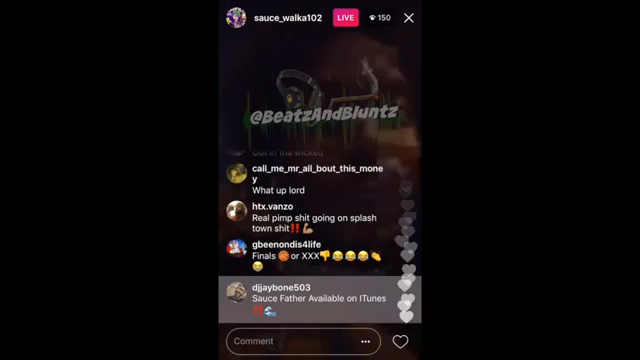 sauce_walka102 LIVE 150
@BeatzAndBluntz
Out in tha wicked
call_me_mr_all_bout_this_mone
y
What up lord
htx.vanzo
Real pimp shit going on splash
town shit‼️💪🏽
gbeenondis4life
Finals 🏀or XXX👎😂😂😂👏
😭
djjaybone503
Sauce Father Available on ITunes
‼️🌊
Comment